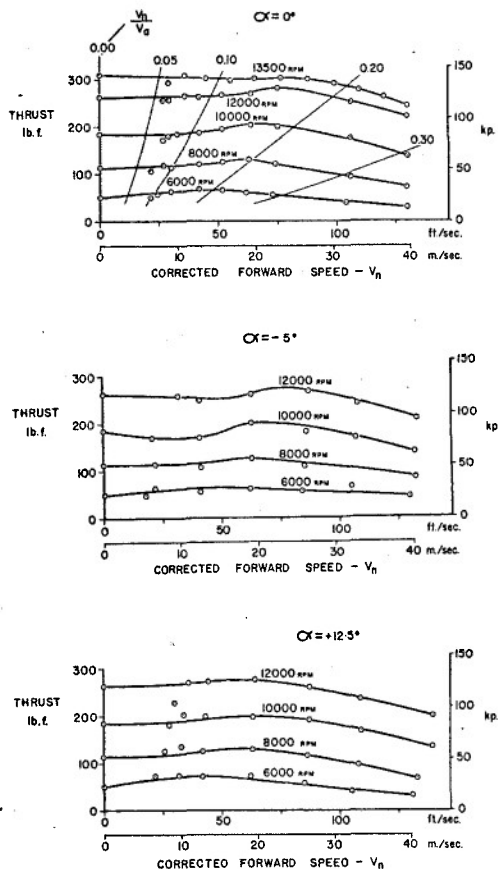 Vn/Va
α = 0°
0.00
0.05
0.10
0.20
0.30
13500 RPM
12000 RPM
10000 RPM
8000 RPM
6000 RPM
THRUST
lb.f.
300
200
100
0
150
100
50
0
kp.
0
50
100
ft./sec.
0
10
20
30
40
m./sec.
CORRECTED FORWARD SPEED - Vn
α = - 5°
12000 RPM
10000 RPM
8000 RPM
6000 RPM
THRUST
lb.f.
300
200
100
0
150
100
50
0
kp.
0
50
100
ft./sec.
0
10
20
30
40
m./sec.
CORRECTED FORWARD SPEED - Vn
α = +12·5°
12000 RPM
10000 RPM
8000 RPM
6000 RPM
THRUST
lb.f.
300
200
100
0
150
100
50
0
kp.
0
50
100
ft./sec.
0
10
20
30
40
m./sec.
CORRECTED FORWARD SPEED - Vn